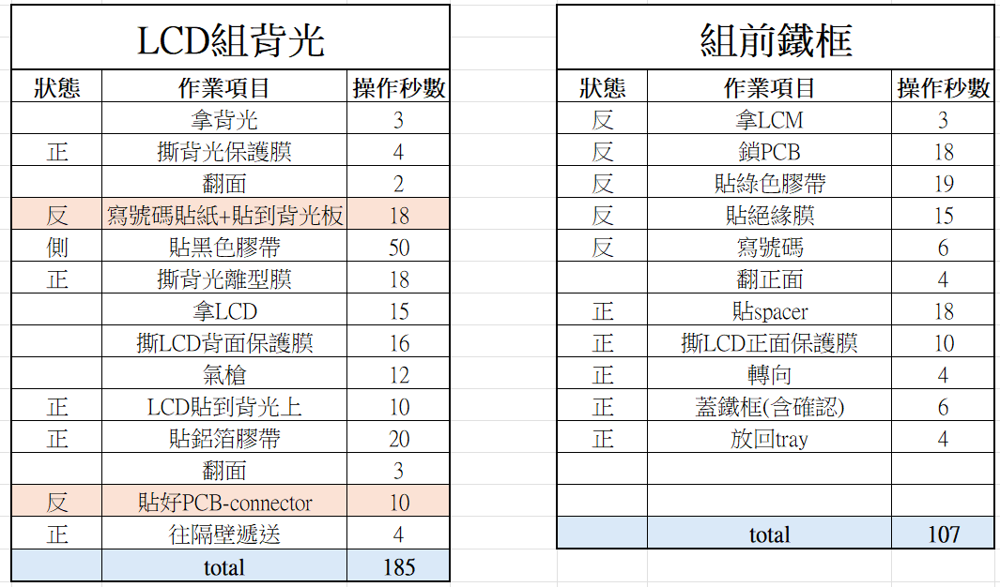 LCD組背光
狀態 作業項目 操作秒數
拿背光 3
正 撕背光保護膜 4
翻面 2
反 寫號碼貼紙+貼到背光板 18
側 貼黑色膠帶 50
正 撕背光離型膜 18
拿LCD 15
撕LCD背面保護膜 16
氣槍 12
正 LCD貼到背光上 10
正 貼鋁箔膠帶 20
翻面 3
反 貼好PCB-connector 10
正 往隔壁遞送 4
total 185
組前鐵框
狀態 作業項目 操作秒數
反 拿LCM 3
反 鎖PCB 18
反 貼綠色膠帶 19
反 貼絕緣膜 15
反 寫號碼 6
翻正面 4
正 貼spacer 18
正 撕LCD正面保護膜 10
正 轉向 4
正 蓋鐵框(含確認) 6
正 放回tray 4
total 107